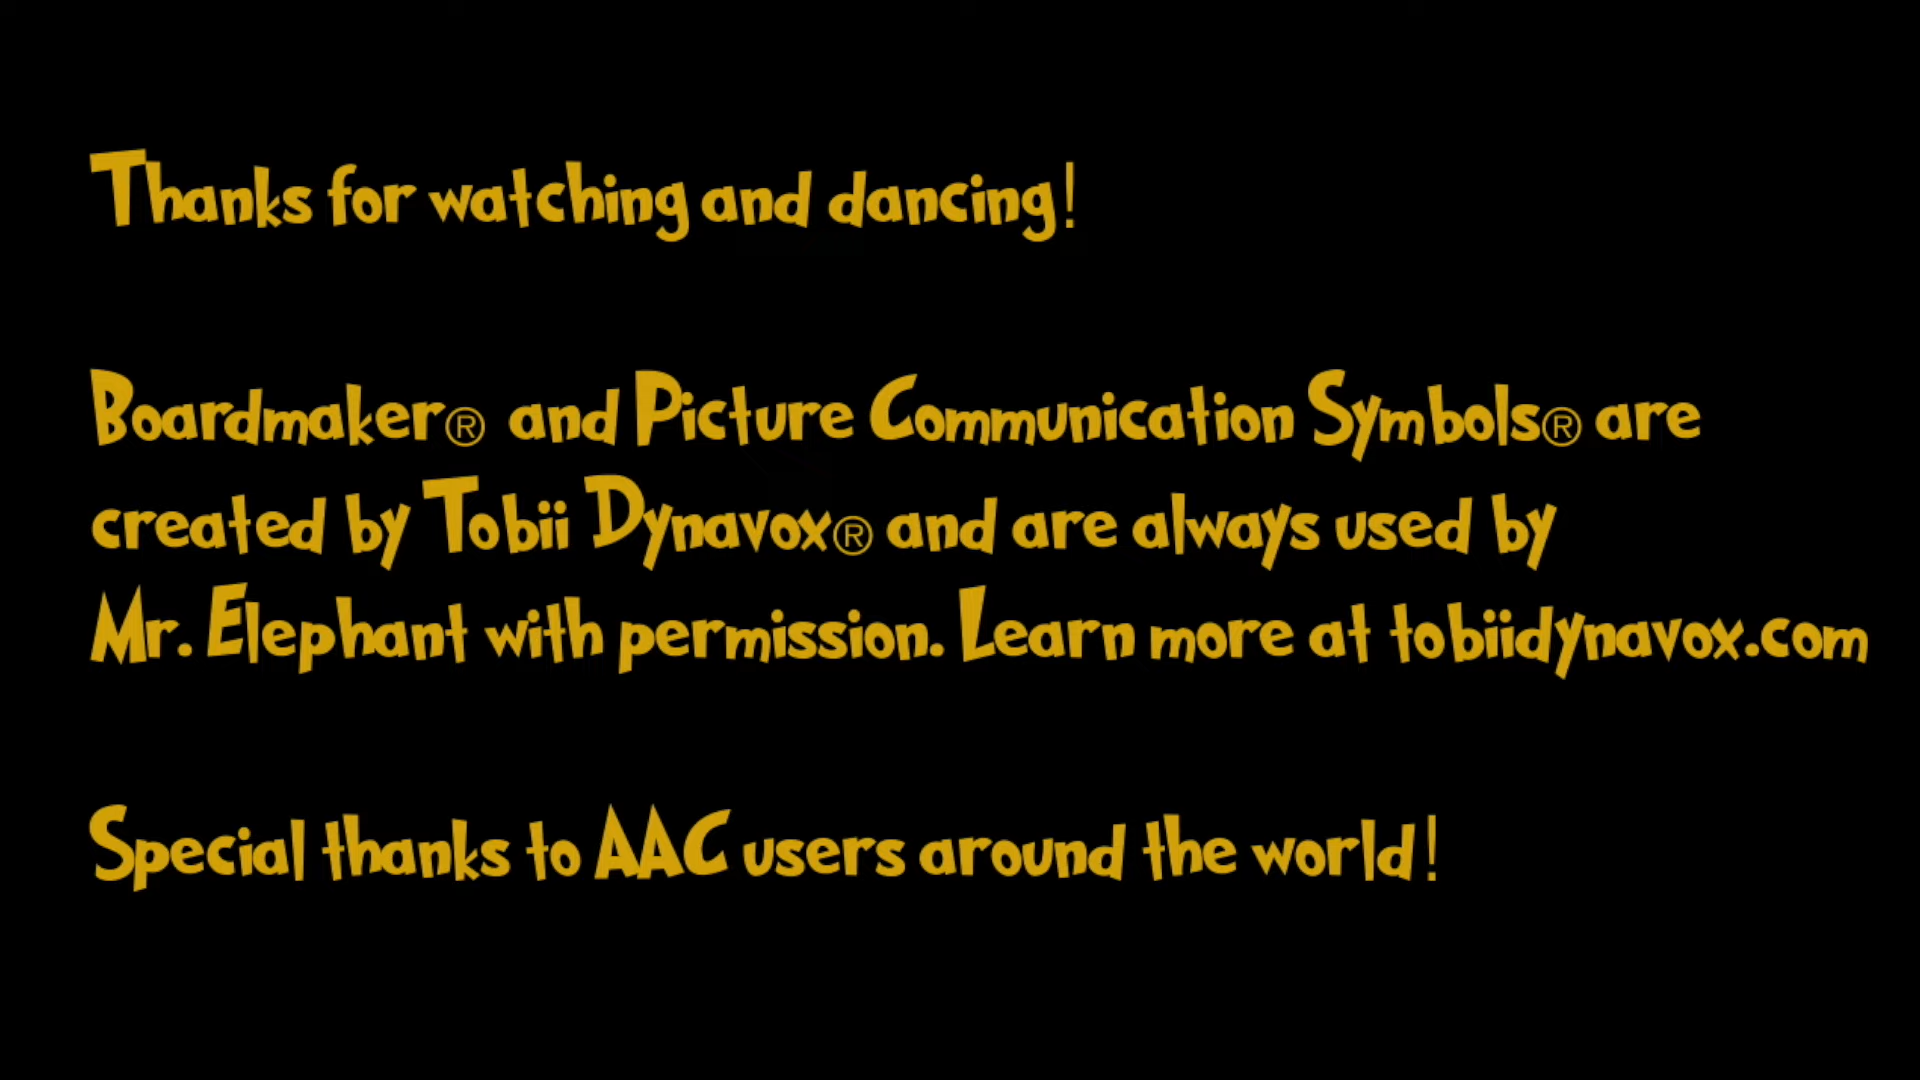 Thanks for watching and dancing!
Boardmaker® and Picture Communication Symbols® are
created by Tobii Dynavox® and are always used by
Mr. Elephant with permission. Learn more at tobiidynavox.com
Special thanks to AAC users around the world!